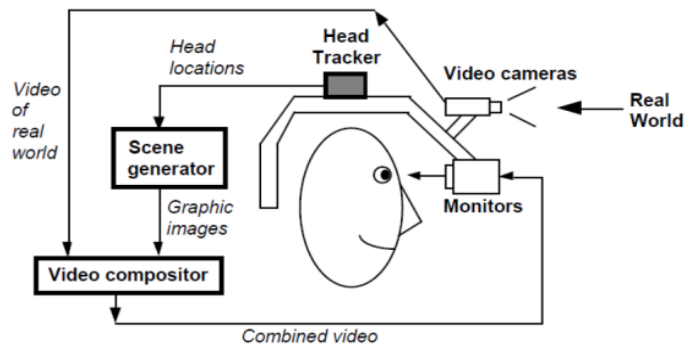 Head
locations
Head
Tracker
Video cameras
Video
of
real
world
Real
World
Scene
generator
Graphic
images
Monitors
Video compositor
Combined video